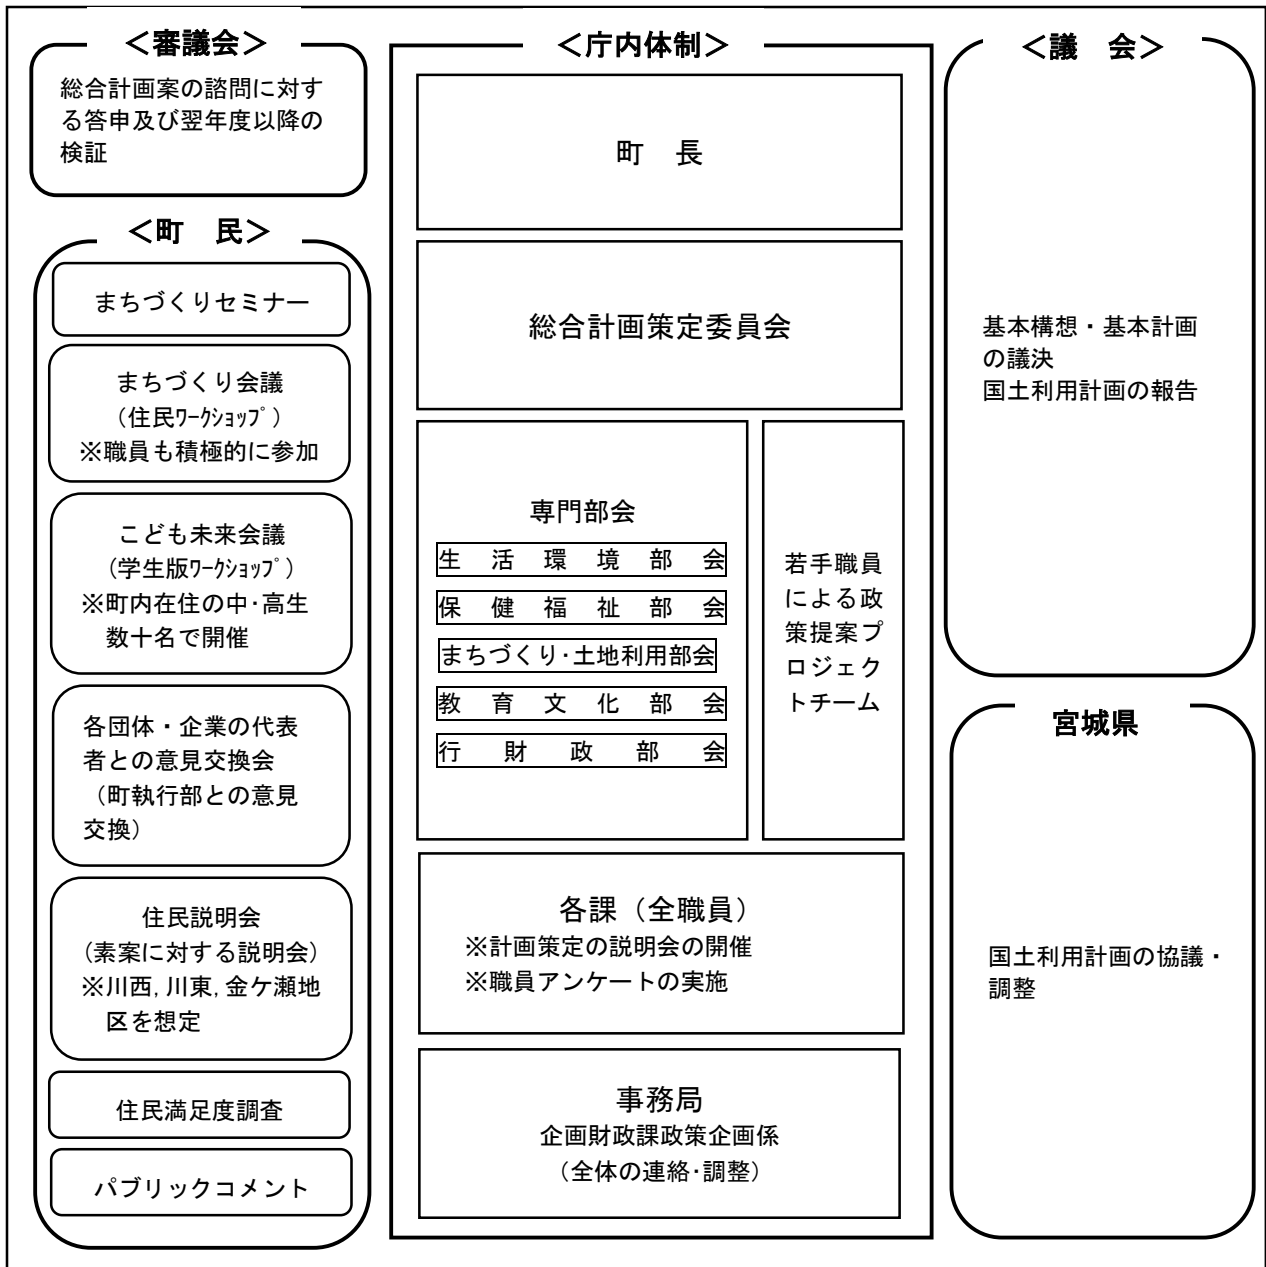 ＜審議会＞
総合計画案の諮問に対す
る答申及び翌年度以降の
検証
＜町　民＞
まちづくりセミナー
まちづくり会議
（住民ﾜｰｸｼｮｯﾌﾟ）
※職員も積極的に参加
こども未来会議
（学生版ﾜｰｸｼｮｯﾌﾟ）
※町内在住の中･高生
数十名で開催
各団体・企業の代表
者との意見交換会
（町執行部との意見
交換）
住民説明会
（素案に対する説明会）
※川西,川東,金ケ瀬地
区を想定
住民満足度調査
パブリックコメント
＜庁内体制＞
町　長
総合計画策定委員会
専門部会
生活環境部会
保健福祉部会
まちづくり･土地利用部会
教育文化部会
行財政部会
若手職員
による政
策提案プ
ロジェク
トチーム
各課（全職員）
※計画策定の説明会の開催
※職員アンケートの実施
事務局
企画財政課政策企画係
（全体の連絡･調整）
＜議　会＞
基本構想・基本計画
の議決
国土利用計画の報告
宮城県
国土利用計画の協議・
調整